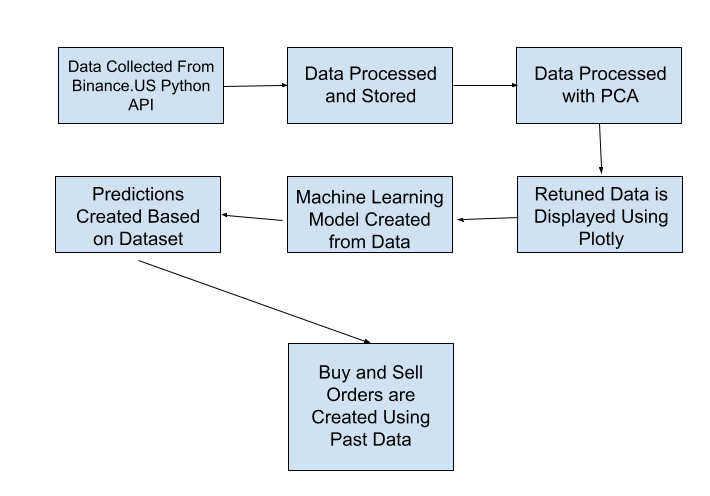 Data Collected From
Binance.US Python
API
Data Processed
and Stored
Data Processed
with PCA
Retuned Data is
Displayed Using
Plotly
Machine Learning
Model Created
from Data
Predictions
Created Based
on Dataset
Buy and Sell
Orders are
Created Using
Past Data